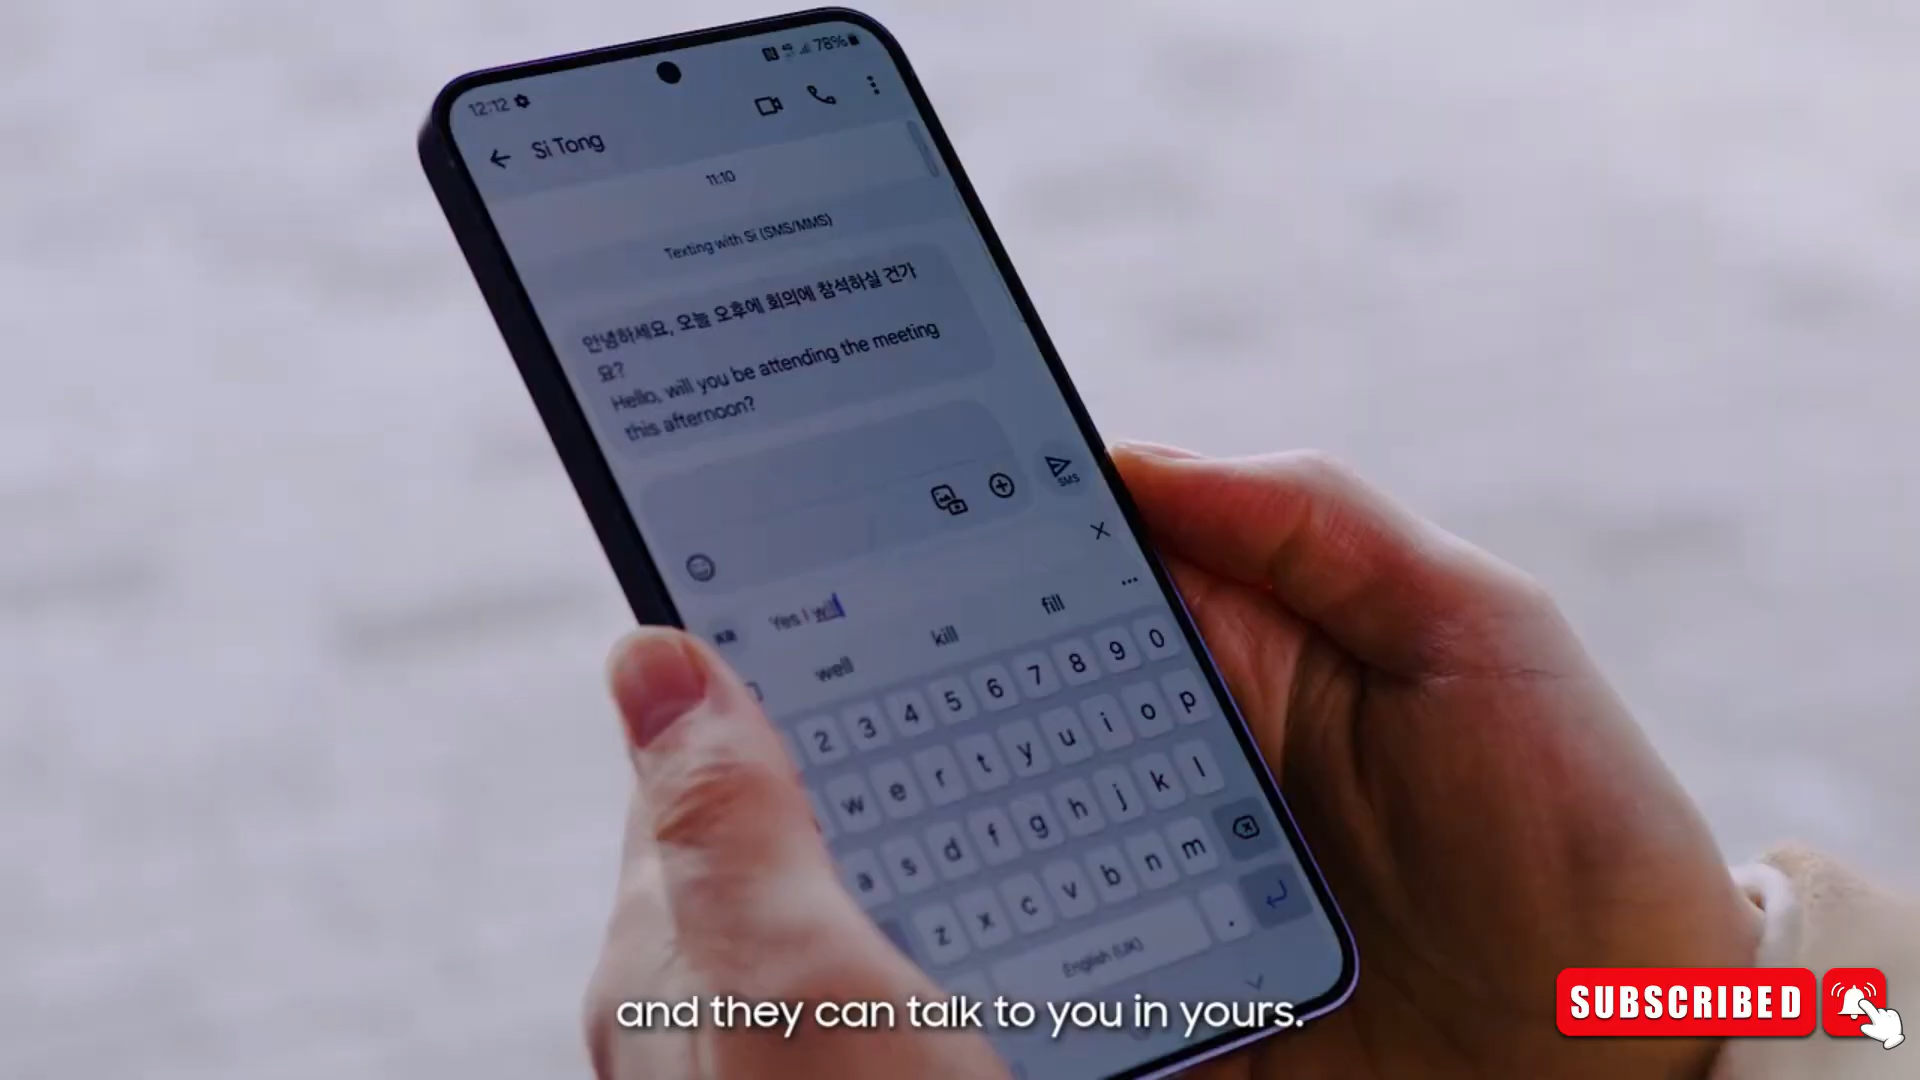 12:12
78%
Si Tong
11:10
Texting with Si (SMS/MMS)
안녕하세요, 오늘 오후에 회의에 참석하실 건가
요?
Hello, will you be attending the meeting
this afternoon?
SMS
Yes I will
well kill fill
2 3 4 5 6 7 8 9 0
w e r t y u i o p
a s d f g h j k l
z x c v b n m
English (UK) .
and they can talk to you in yours.
SUBSCRIBED